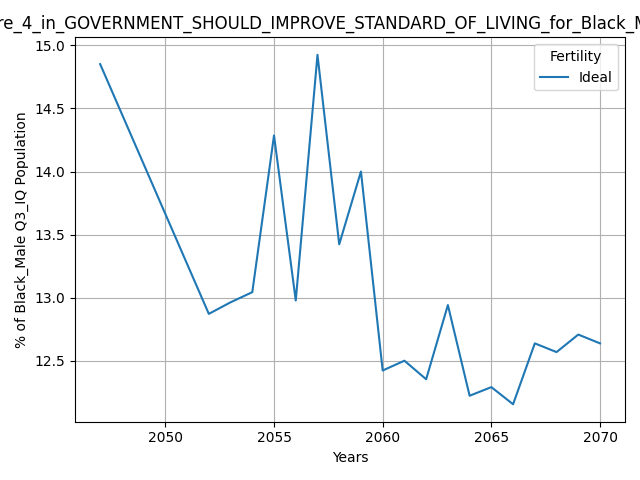 re_4_in_GOVERNMENT_SHOULD_IMPROVE_STANDARD_OF_LIVING_for_Black_M
Fertility
Ideal
% of Black_Male Q3_IQ Population
15.0
14.5
14.0
13.5
13.0
12.5
2050 2055 2060 2065 2070
Years